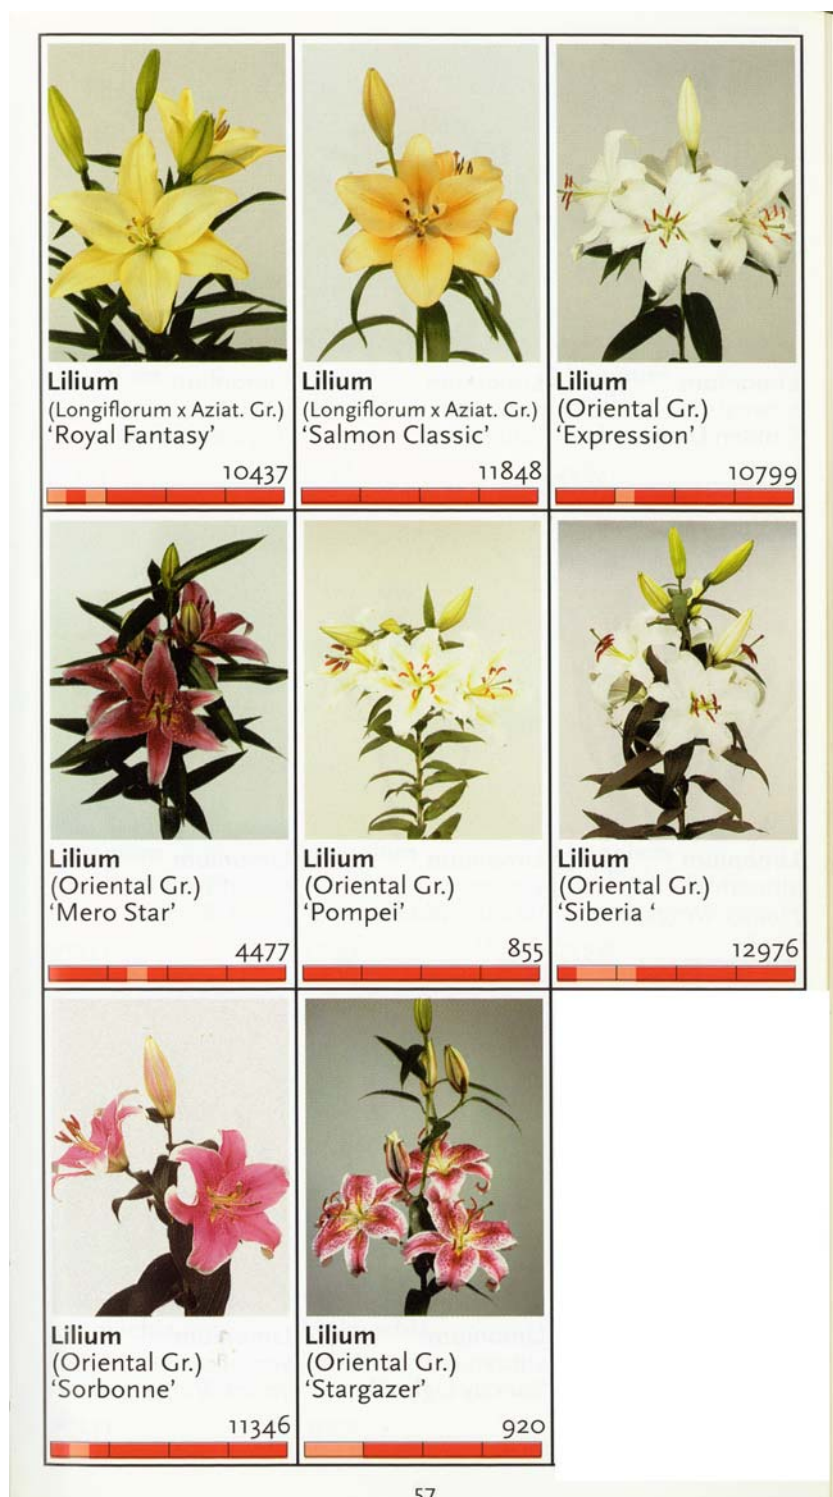 Lilium
(Longiflorum x Aziat. Gr.)
‘Royal Fantasy’
10437
Lilium
(Longiflorum x Aziat. Gr.)
‘Salmon Classic’
11848
Lilium
(Oriental Gr.)
‘Expression’
10799
Lilium
(Oriental Gr.)
‘Mero Star’
4477
Lilium
(Oriental Gr.)
‘Pompei’
855
Lilium
(Oriental Gr.)
‘Siberia ‘
12976
Lilium
(Oriental Gr.)
‘Sorbonne’
11346
Lilium
(Oriental Gr.)
‘Stargazer’
920
57